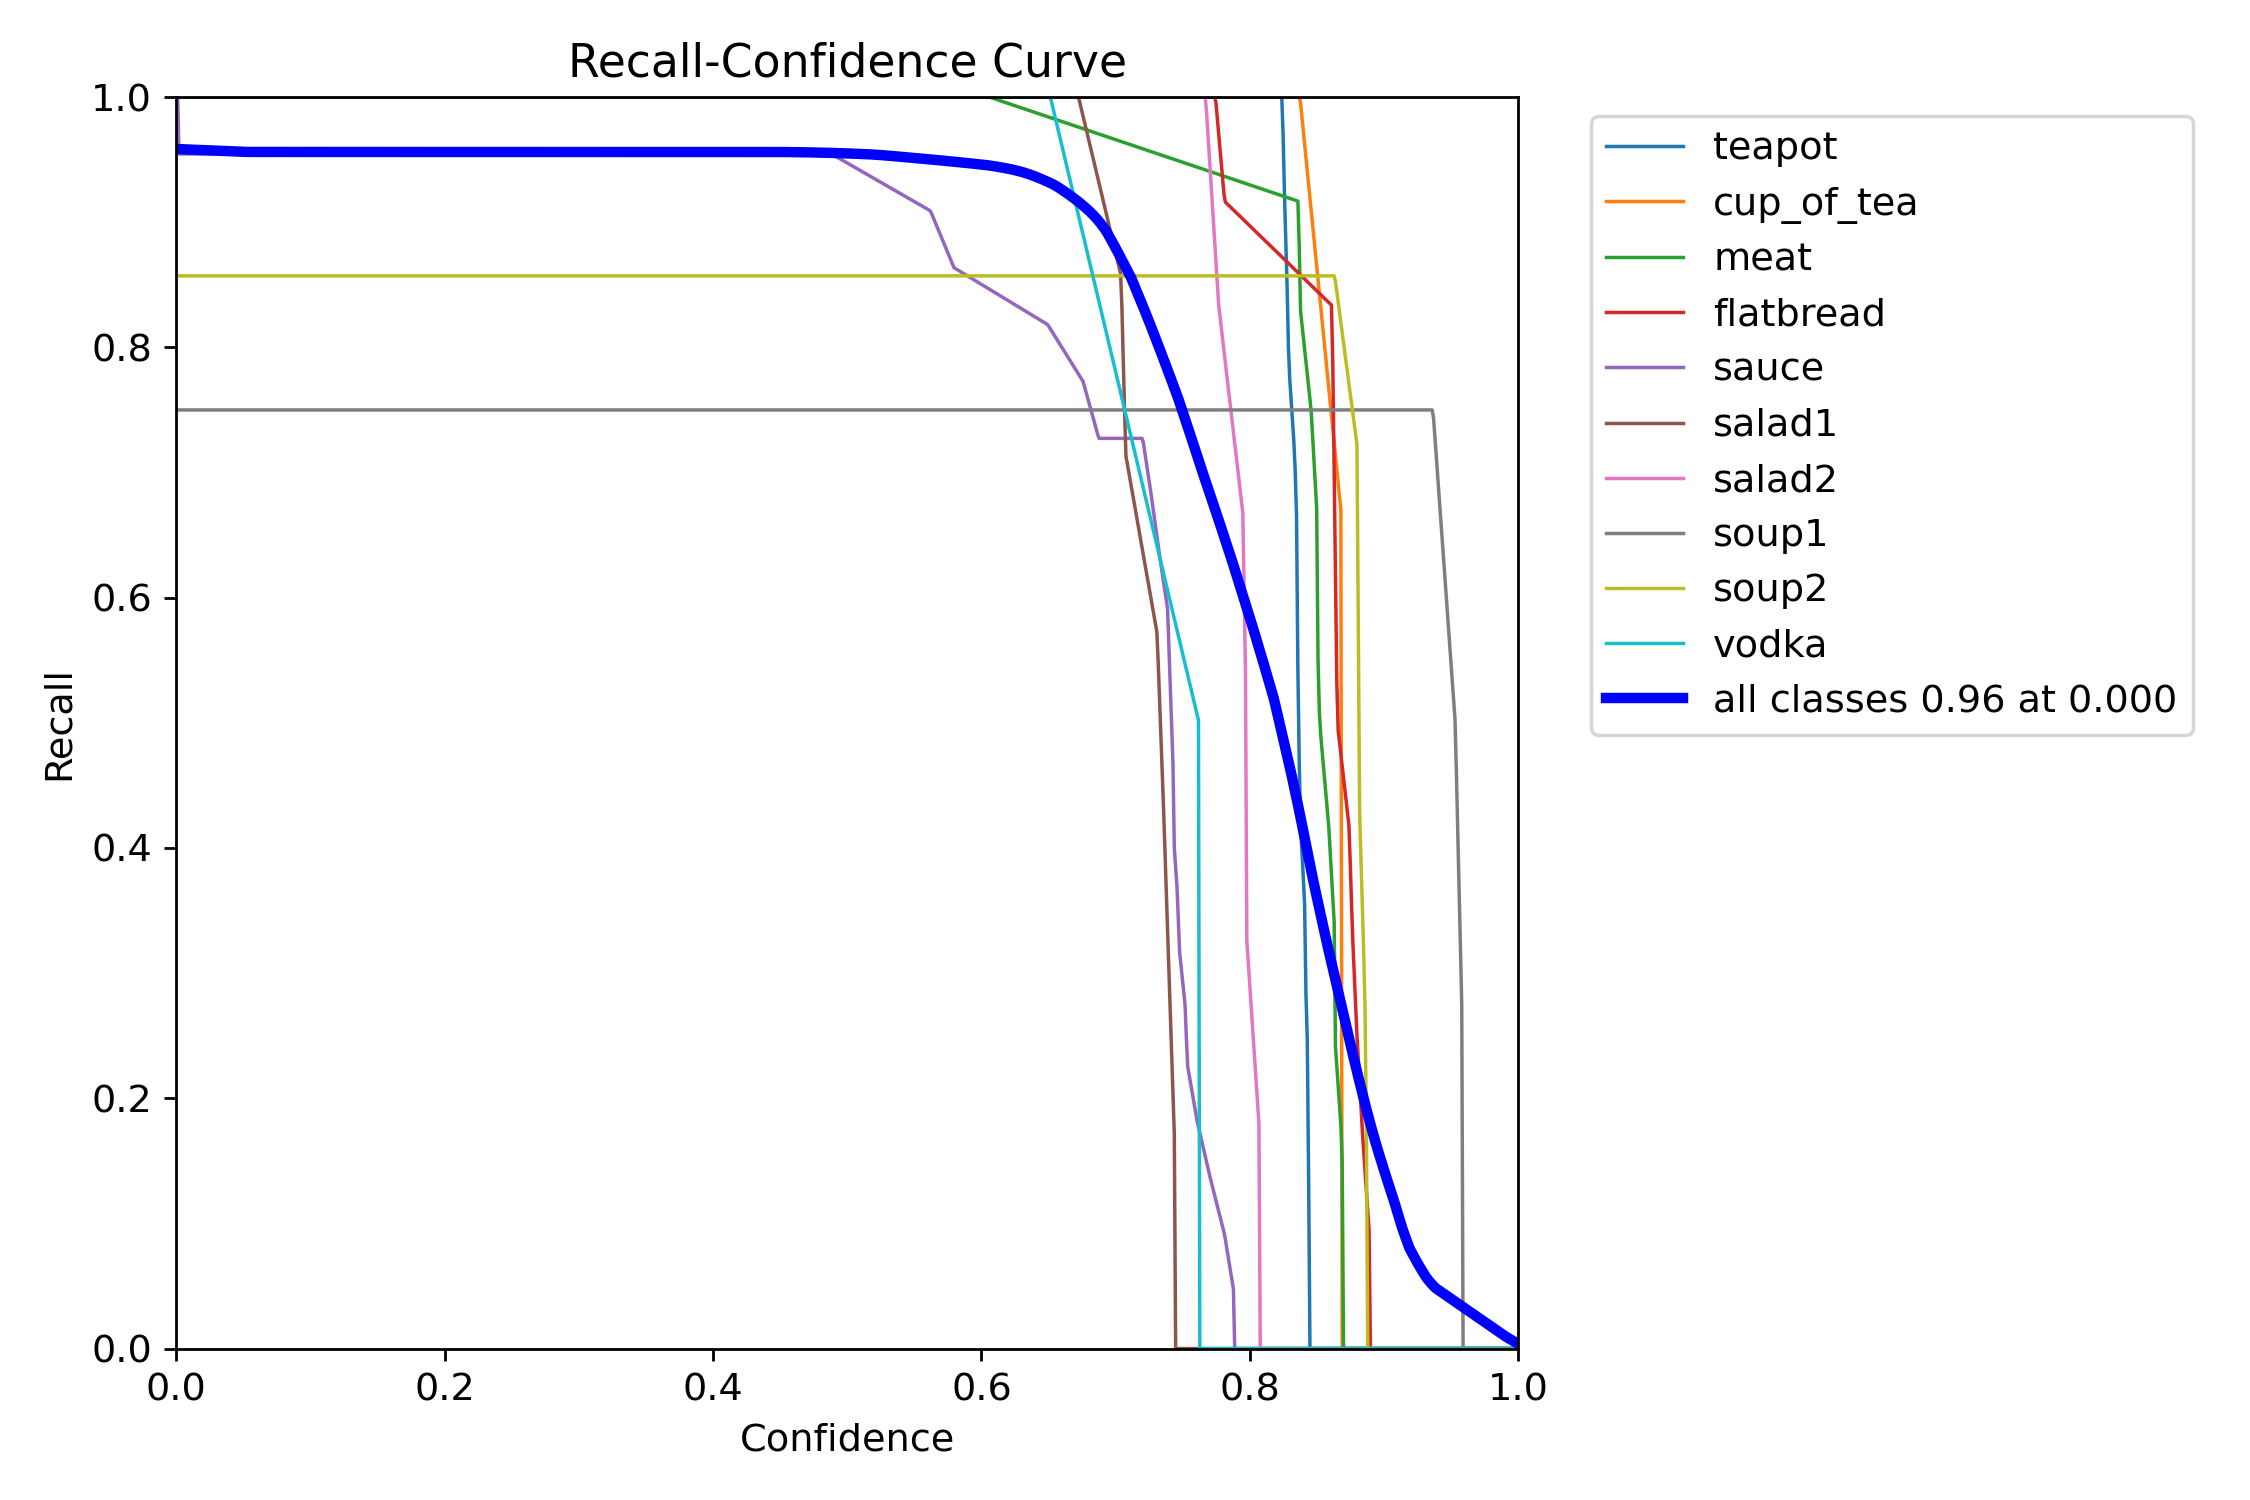 Recall-Confidence Curve
1.0
0.8
0.6
0.4
0.2
0.0
Recall
0.0 0.2 0.4 0.6 0.8 1.0
Confidence
teapot
cup_of_tea
meat
flatbread
sauce
salad1
salad2
soup1
soup2
vodka
all classes 0.96 at 0.000